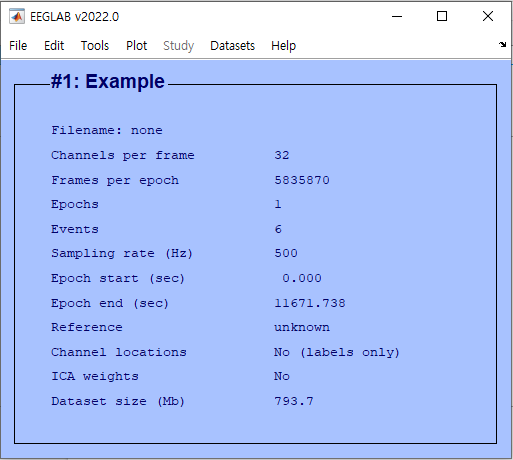 EEGLAB v2022.0
File Edit Tools Plot Study Datasets Help
#1: Example
Filename: none
Channels per frame 32
Frames per epoch 5835870
Epochs 1
Events 6
Sampling rate (Hz) 500
Epoch start (sec) 0.000
Epoch end (sec) 11671.738
Reference unknown
Channel locations No (labels only)
ICA weights No
Dataset size (Mb) 793.7